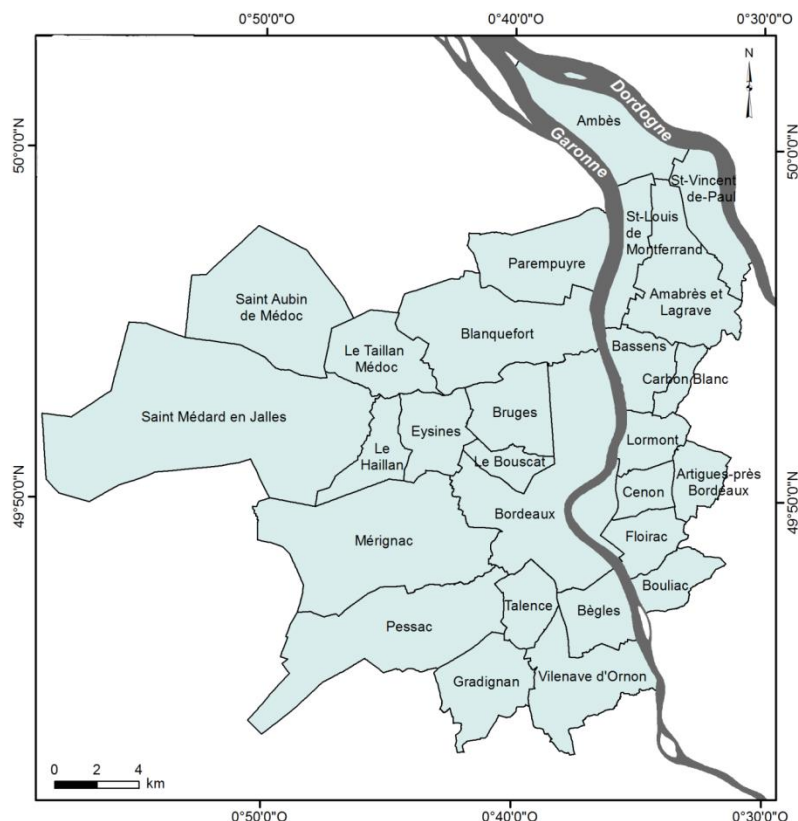 0°50'0"O
0°40'0"O
0°30'0"O
N
50°0'0"N
50°0'0"N
Dordogne
Garonne
Ambès
St-Vincent
de-Paul
St-Louis
de
Montferrand
Parempuyre
Amabrès et
Lagrave
Saint Aubin
de Médoc
Blanquefort
Le Taillan
Médoc
Bassens
Carbon Blanc
Saint Médard en Jalles
Bruges
Eysines
Le
Haillan
Le Bouscat
Lormont
Artigues-près
Bordeaux
Cenon
49°50'0"N
49°50'0"N
Bordeaux
Floirac
Mérignac
Bouliac
Talence
Bègles
Pessac
Gradignan
Vilenave d'Ornon
0 2 4
km
0°50'0"O
0°40'0"O
0°30'0"O